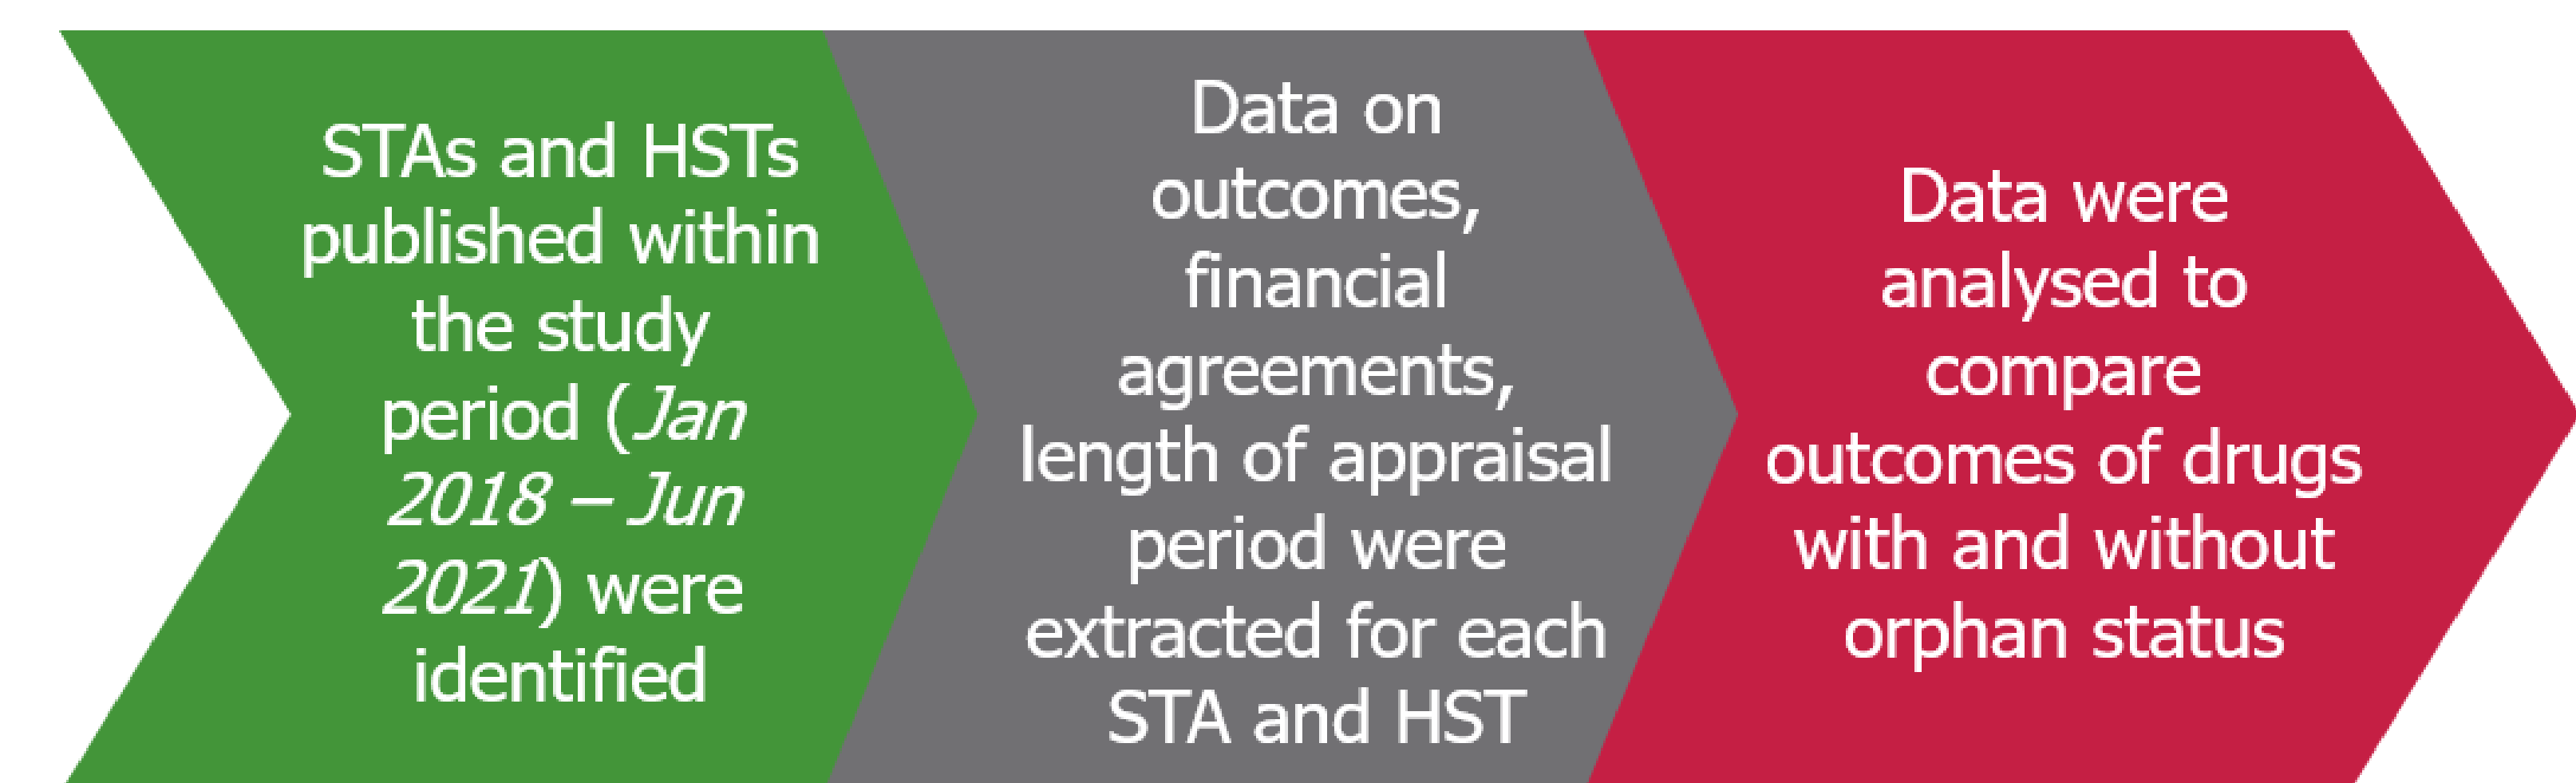 STAs and HSTs
published within
the study
period (Jan
2018 – Jun
2021) were
identified
Data on
outcomes,
financial
agreements,
length of appraisal
period were
extracted for each
STA and HST
Data were
analysed to
compare
outcomes of drugs
with and without
orphan status